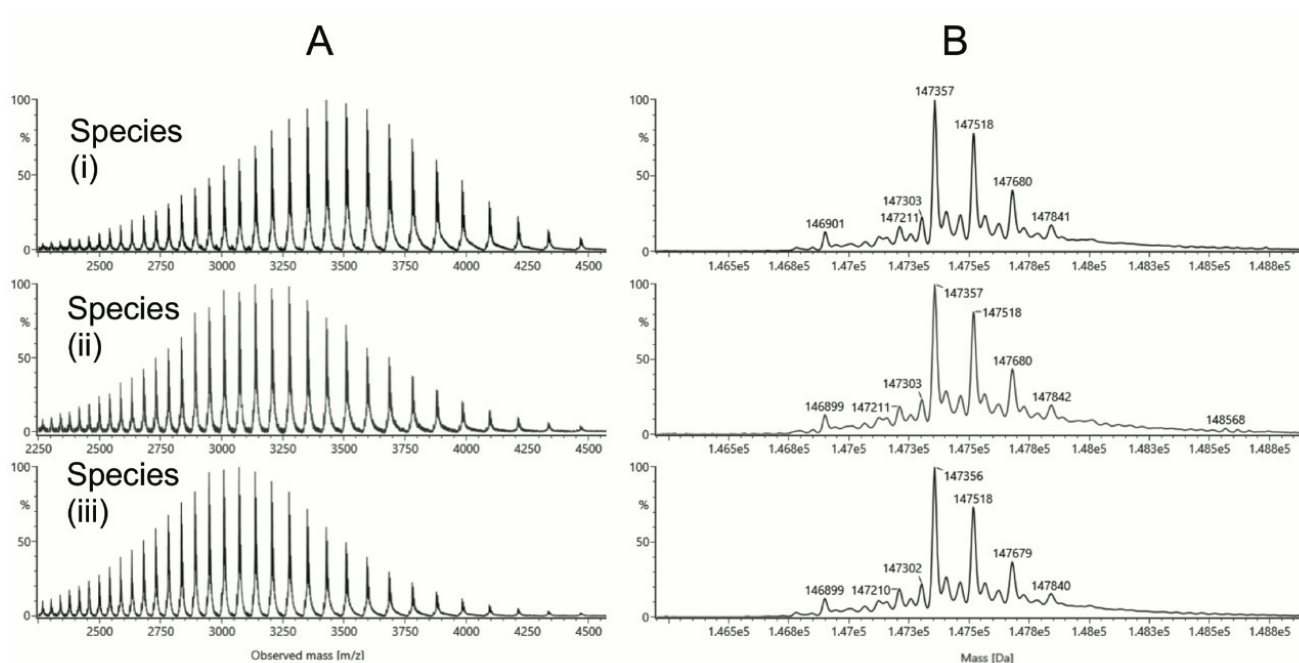 A
B
100
%
50
0
Species
(i)
2500
2750
3000
3250
3500
3750
4000
4250
4500
100
%
50
0
147357
147518
147303
147211
147680
146901
147841
1.465e5
1.468e5
1.47e5
1.473e5
1.475e5
1.478e5
1.48e5
1.483e5
1.485e5
1.488e5
100
%
50
0
Species
(ii)
2250
2500
2750
3000
3250
3500
3750
4000
4250
4500
100
%
50
0
147357
147518
147303
147680
146899
147211
147842
148568
1.465e5
1.468e5
1.47e5
1.473e5
1.475e5
1.478e5
1.48e5
1.483e5
1.485e5
1.488e5
100
%
50
0
Species
(iii)
2500
2750
3000
3250
3500
3750
4000
4250
4500
Observed mass [m/z]
100
%
50
0
147356
147518
147302
147679
146899
147210
147840
1.465e5
1.468e5
1.47e5
1.473e5
1.475e5
1.478e5
1.48e5
1.483e5
1.485e5
1.488e5
Mass [Da]